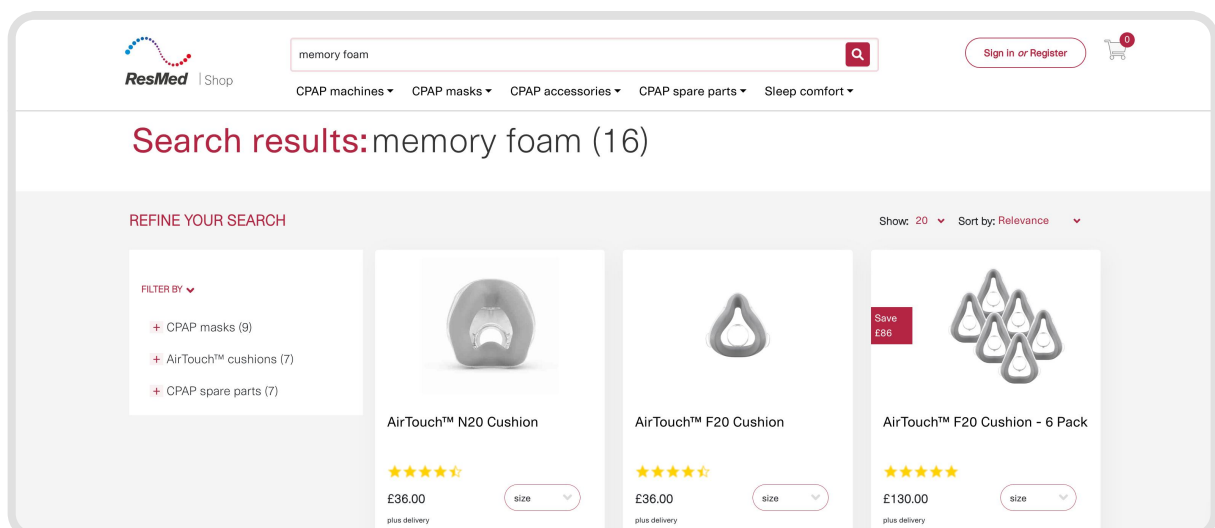 0
memory foam
Sign in or Register
ResMed | Shop
CPAP machines CPAP masks CPAP accessories CPAP spare parts Sleep comfort
Search results: memory foam (16)
REFINE YOUR SEARCH
Show: 20 Sort by: Relevance
FILTER BY
+ CPAP masks (9)
+ AirTouch™ cushions (7)
+ CPAP spare parts (7)
Save
£86
AirTouch™ N20 Cushion
£36.00
size
plus delivery
AirTouch™ F20 Cushion
£36.00
size
plus delivery
AirTouch™ F20 Cushion - 6 Pack
£130.00
size
plus delivery